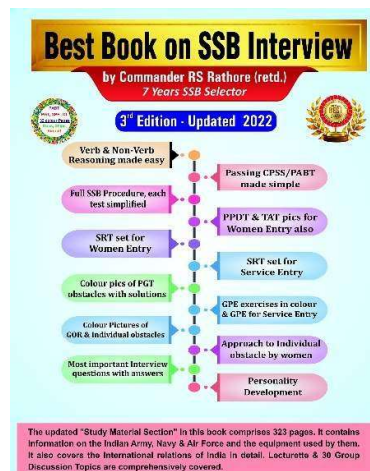 Best Book on SSB Interview
by Commander RS Rathore (retd.)
7 Years SSB Selector
3rd Edition - Updated 2022
Verb & Non-Verb
Reasoning made easy
Passing CPSS/PABT
made simple
Full SSB Procedure, each
test simplified
PPDT & TAT pics for
Women Entry also
SRT set for
Women Entry
SRT set for
Service Entry
Colour pics of PGT
obstacles with solutions
GPE exercises in colour
& GPE for Service Entry
Colour Pictures of
GOR & Individual obstacles
Approach to Individual
obstacle by women
Most important Interview
questions with answers
Personality
Development
The updated "Study Material Section" in this book comprises 323 pages. It contains
information on the Indian Army, Navy & Air Force and the equipment used by them.
It also covers the International relations of India in detail. Lecturette & 30 Group
Discussion Topics are comprehensively covered.